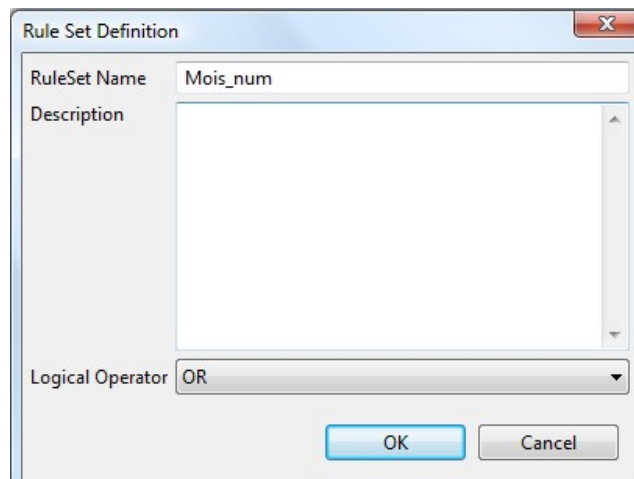 Rule Set Definition
RuleSet Name Mois_num
Description
Logical Operator OR
OK Cancel